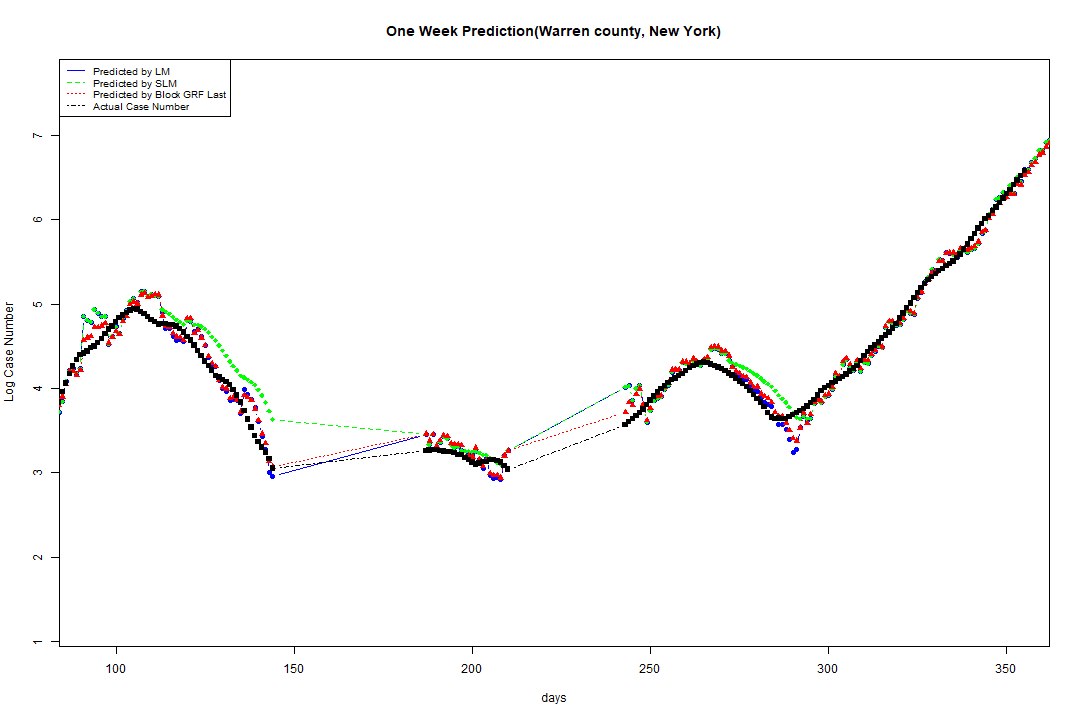 One Week Prediction(Warren county, New York)
Predicted by LM
Predicted by SLM
Predicted by Block GRF Last
Actual Case Number
7
6
5
4
3
2
1
Log Case Number
100 150 200 250 300 350
days